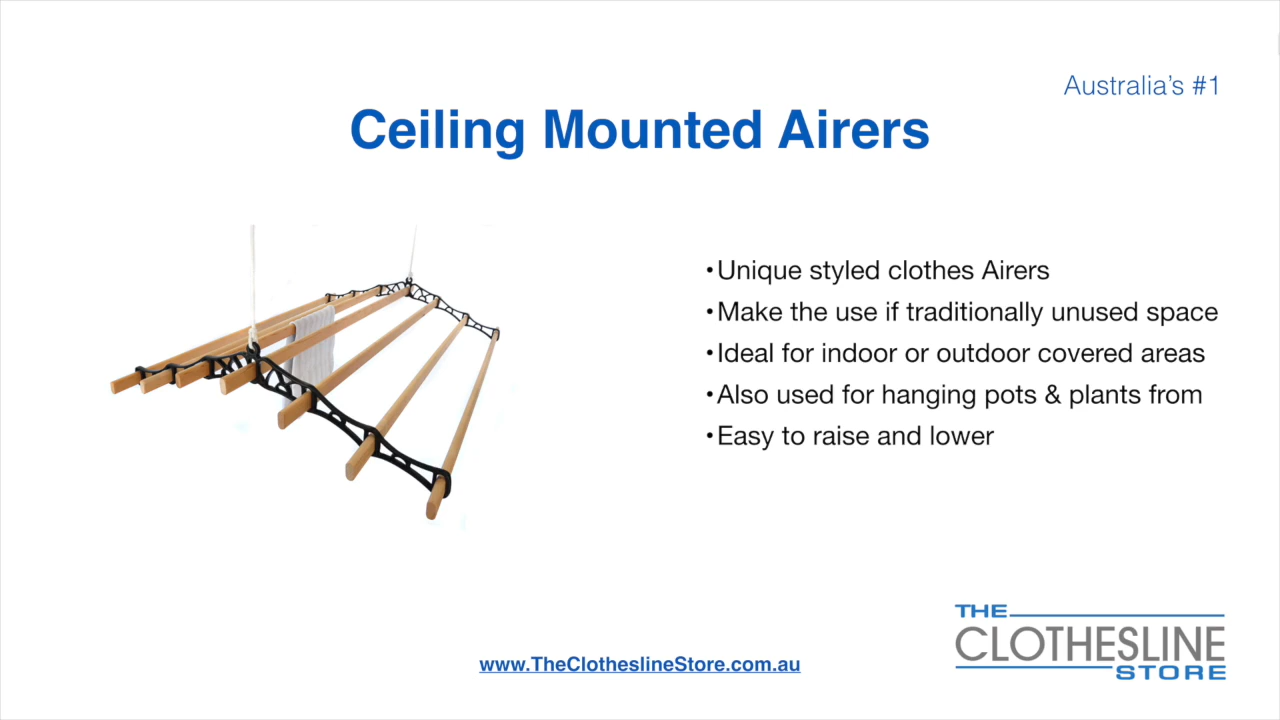 Australia's #1
Ceiling Mounted Airers
•Unique styled clothes Airers
•Make the use if traditionally unused space
•Ideal for indoor or outdoor covered areas
•Also used for hanging pots & plants from
•Easy to raise and lower
www.TheClotheslineStore.com.au
THE
CLOTHESLINE
STORE